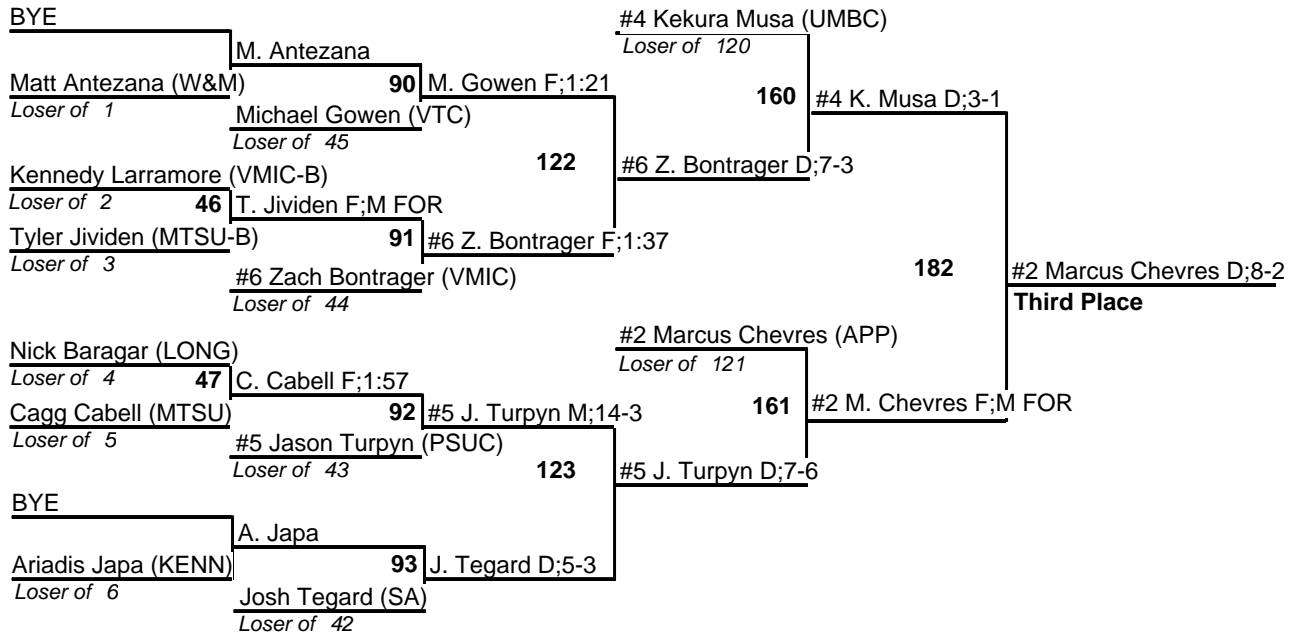 BYE
#4 Kekura Musa (UMBC)
Loser of 120
M. Antezana
Matt Antezana (W&M)
90
M. Gowen F;1:21
Loser of 1
160
#4 K. Musa D;3-1
Michael Gowen (VTC)
Loser of 45
122
#6 Z. Bontrager D;7-3
Kennedy Larramore (VMIC-B)
Loser of 2
46
T. Jividen F;M FOR
Tyler Jividen (MTSU-B)
91
#6 Z. Bontrager F;1:37
Loser of 3
182
#2 Marcus Chevres D;8-2
#6 Zach Bontrager (VMIC)
Loser of 44
Third Place
#2 Marcus Chevres (APP)
Nick Baragar (LONG)
Loser of 121
Loser of 4
47
C. Cabell F;1:57
Cagg Cabell (MTSU)
92
#5 J. Turpyn M;14-3
161
#2 M. Chevres F;M FOR
Loser of 5
#5 Jason Turpyn (PSUC)
Loser of 43
123
#5 J. Turpyn D;7-6
BYE
A. Japa
Ariadis Japa (KENN)
93
J. Tegard D;5-3
Loser of 6
Josh Tegard (SA)
Loser of 42